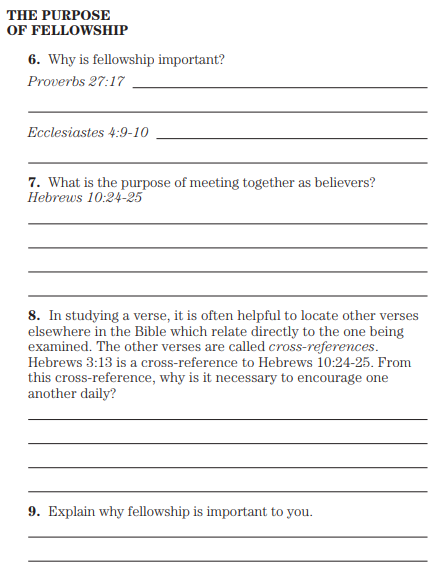 THE PURPOSE
OF FELLOWSHIP
6. Why is fellowship important?
Proverbs 27:17
Ecclesiastes 4:9-10
7. What is the purpose of meeting together as believers?
Hebrews 10:24-25
8. In studying a verse, it is often helpful to locate other verses
elsewhere in the Bible which relate directly to the one being
examined. The other verses are called cross-references.
Hebrews 3:13 is a cross-reference to Hebrews 10:24-25. From
this cross-reference, why is it necessary to encourage one
another daily?
9. Explain why fellowship is important to you.